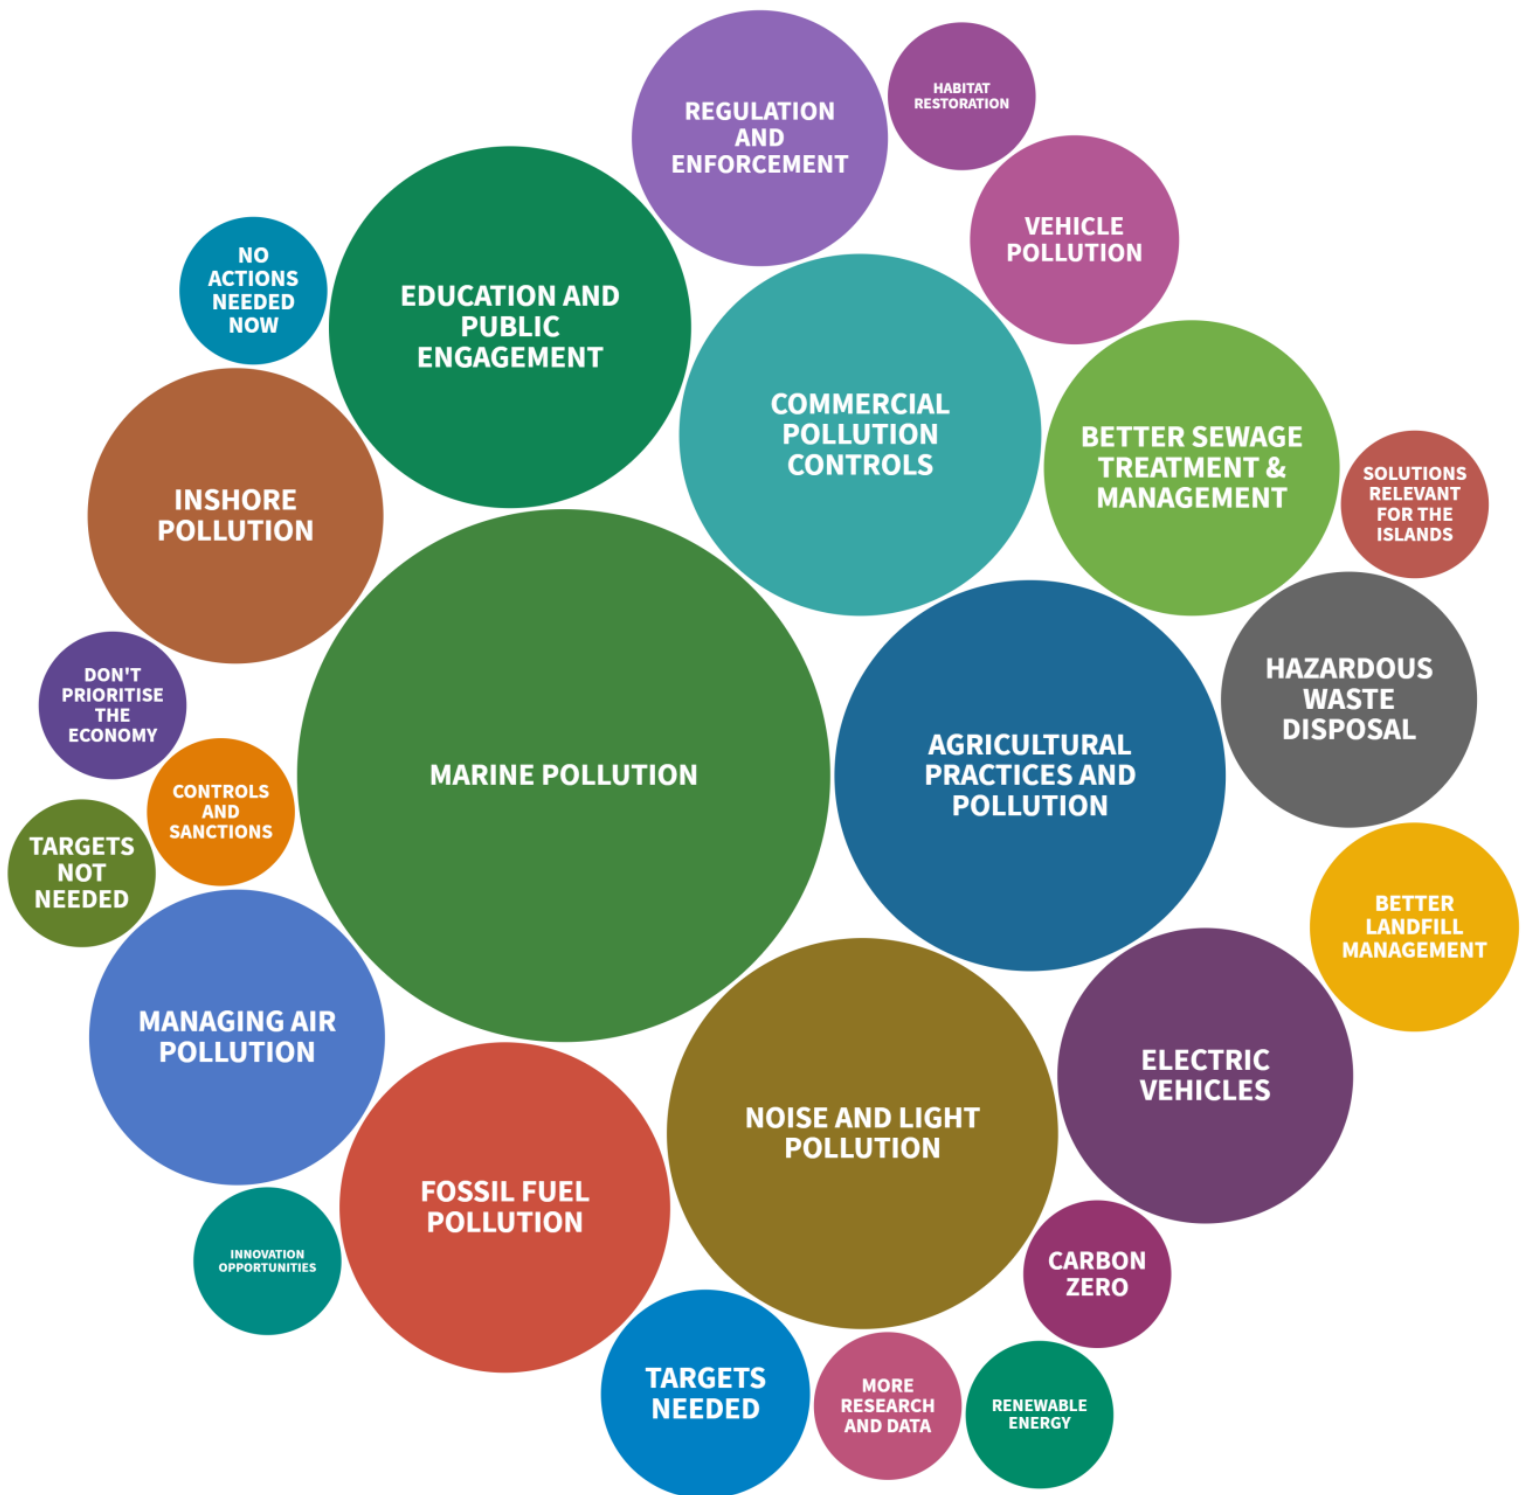 REGULATION
AND
ENFORCEMENT
HABITAT
RESTORATION
VEHICLE
POLLUTION
NO
ACTIONS
NEEDED
NOW
EDUCATION AND
PUBLIC
ENGAGEMENT
COMMERCIAL
POLLUTION
CONTROLS
BETTER SEWAGE
TREATMENT &
MANAGEMENT
SOLUTIONS
RELEVANT
FOR THE
ISLANDS
INSHORE
POLLUTION
DON'T
PRIORITISE
THE
ECONOMY
HAZARDOUS
WASTE
DISPOSAL
MARINE POLLUTION
AGRICULTURAL
PRACTICES AND
POLLUTION
CONTROLS
AND
SANCTIONS
TARGETS
NOT
NEEDED
BETTER
LANDFILL
MANAGEMENT
MANAGING AIR
POLLUTION
ELECTRIC
VEHICLES
NOISE AND LIGHT
POLLUTION
FOSSIL FUEL
POLLUTION
INNOVATION
OPPORTUNITIES
CARBON
ZERO
TARGETS
NEEDED
MORE
RESEARCH
AND DATA
RENEWABLE
ENERGY